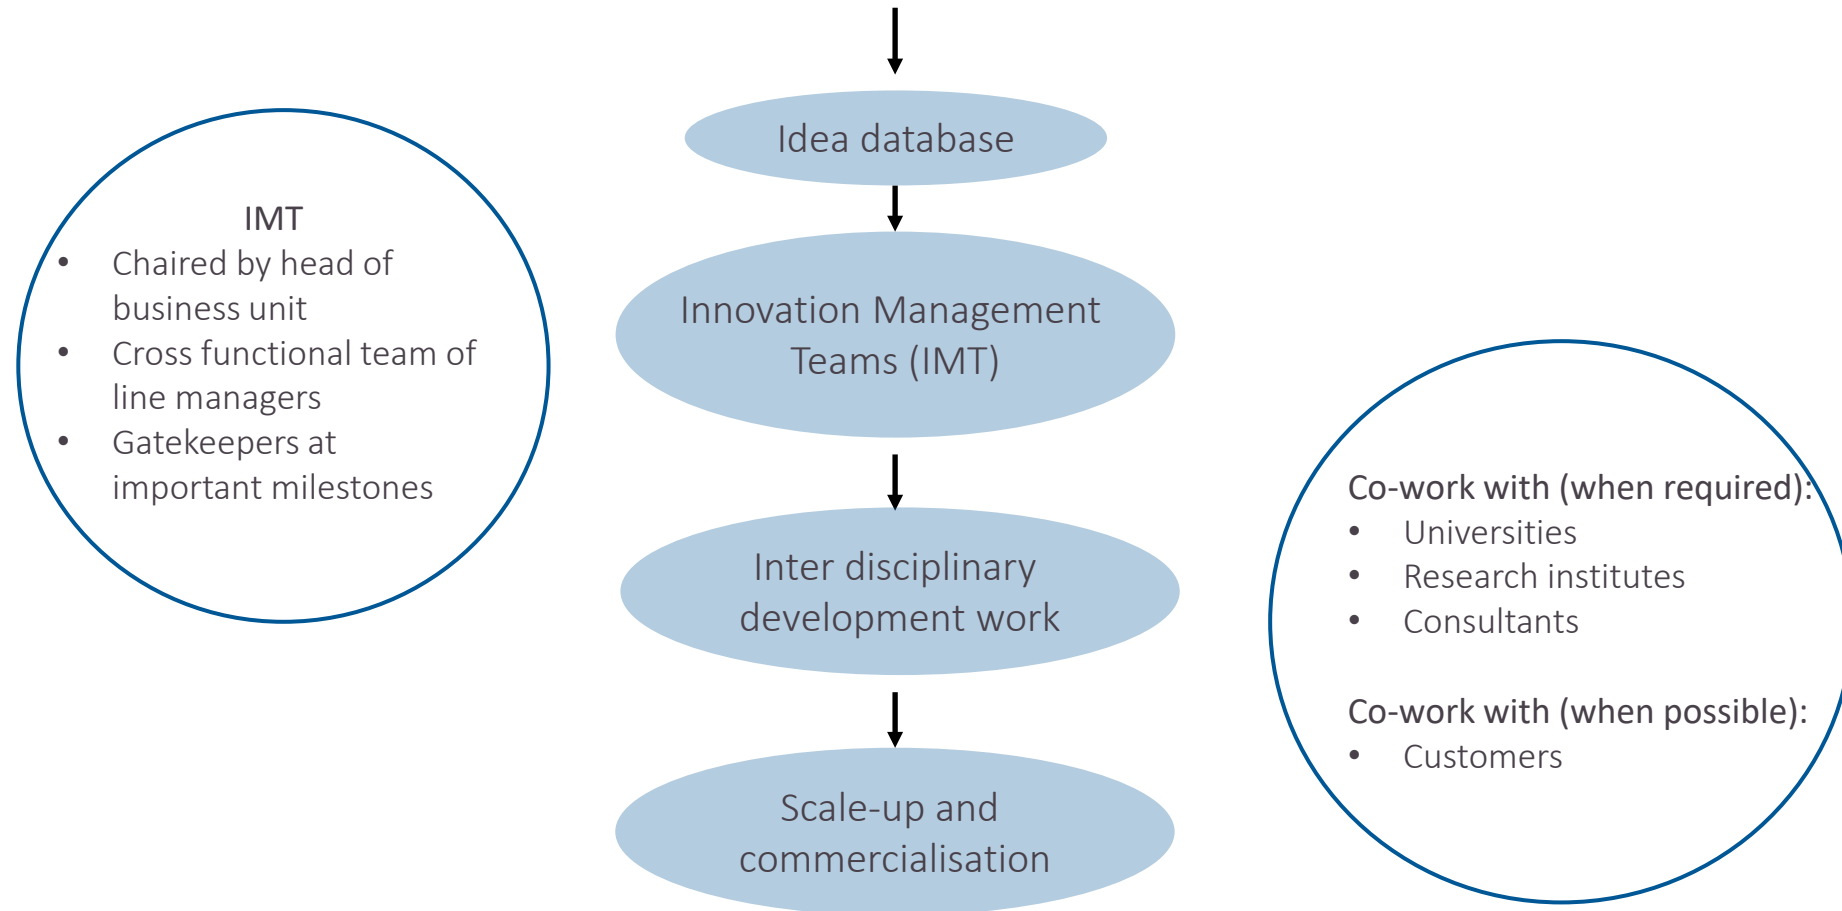 Idea database
IMT
• Chaired by head of
business unit
• Cross functional team of
line managers
• Gatekeepers at
important milestones
Innovation Management
Teams (IMT)
Inter disciplinary
development work
Co-work with (when required):
• Universities
• Research institutes
• Consultants
Co-work with (when possible):
• Customers
Scale-up and
commercialisation